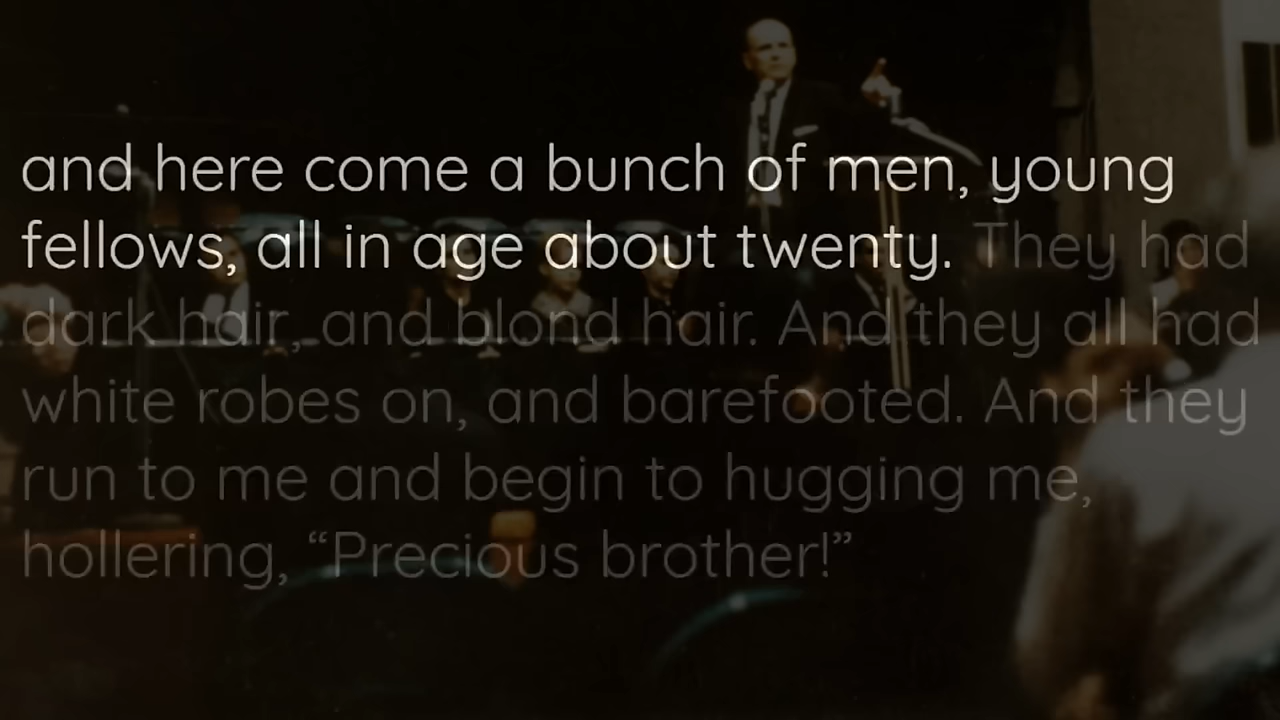 and here come a bunch of men, young
fellows, all in age about twenty. They had
dark hair, and blond hair. And they all had
white robes on, and barefooted. And they
run to me and begin to hugging me,
hollering, “Precious brother!”